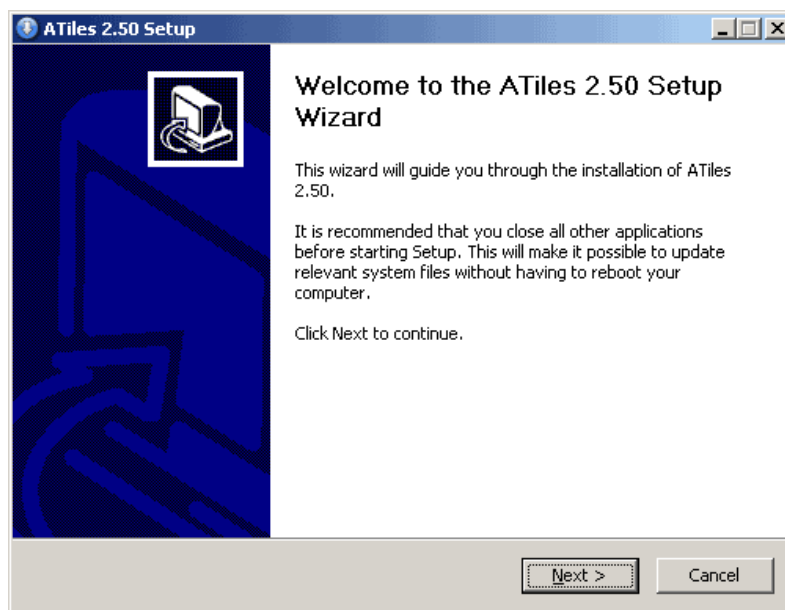 ATiles 2.50 Setup
Welcome to the ATiles 2.50 Setup
Wizard
This wizard will guide you through the installation of ATiles
2.50.
It is recommended that you close all other applications
before starting Setup. This will make it possible to update
relevant system files without having to reboot your
computer.
Click Next to continue.
Next >
Cancel